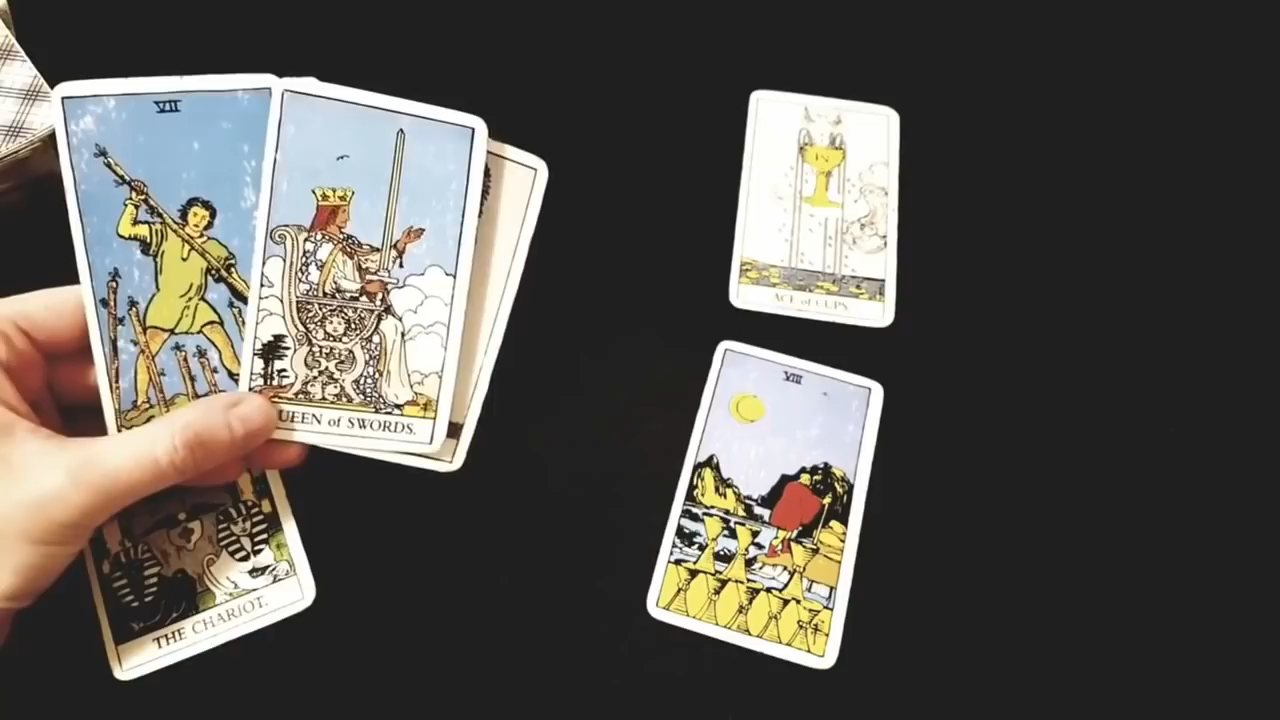 VII
UEEN of SWORDS.
THE CHARIOT.
ACE of CUPS.
VIII